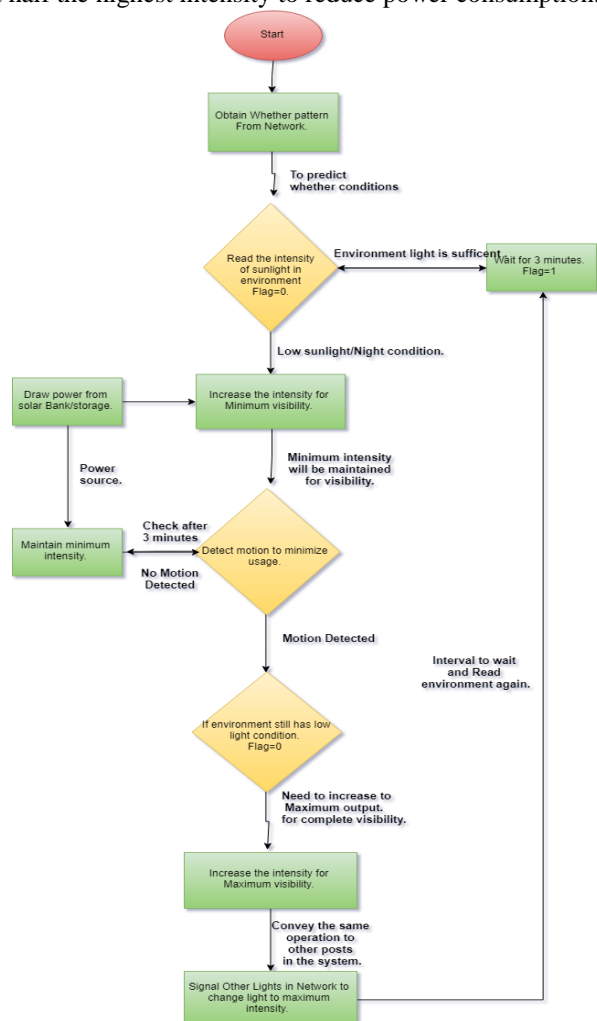 half the highest intensity to reduce power consumption.
Start
Obtain Whether pattern
From Network.
To predict
whether conditions
Read the intensity
of sunlight in
environment
Flag=0.
Environment light is sufficent
Wait for 3 minutes.
Flag=1
Low sunlight/Night condition.
Draw power from
solar Bank/storage.
Increase the intensity for
Minimum visibility.
Power
source.
Minimum intensity
will be maintained
for visibility.
Check after
3 minutes
Maintain minimum
intensity.
Detect motion to minimize
usage.
No Motion
Detected
Motion Detected
Interval to wait
and Read
environment again.
If environment still has low
light condition.
Flag=0
Need to increase to
Maximum output.
for complete visibility.
Increase the intensity for
Maximum visibility.
Convey the same
operation to
other posts
in the system.
Signal Other Lights in Network to
change light to maximum
intensity.